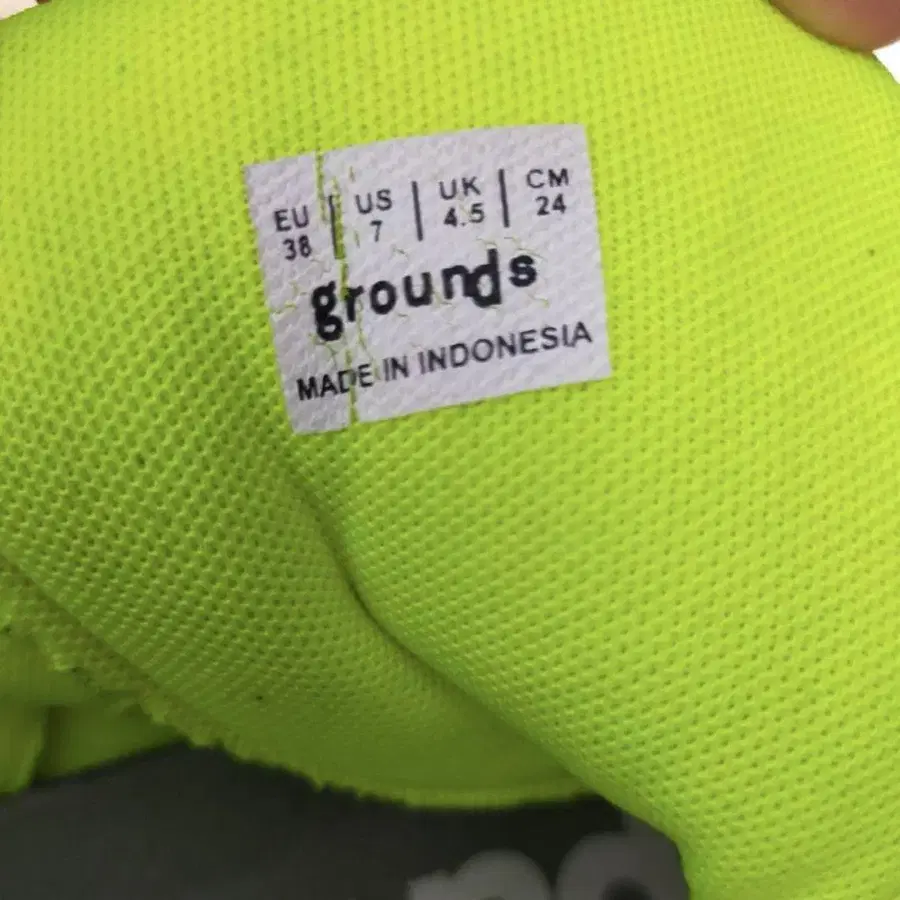 EU | US | UK | CM
38 | 7 | 4.5 | 24
grounds
MADE IN INDONESIA